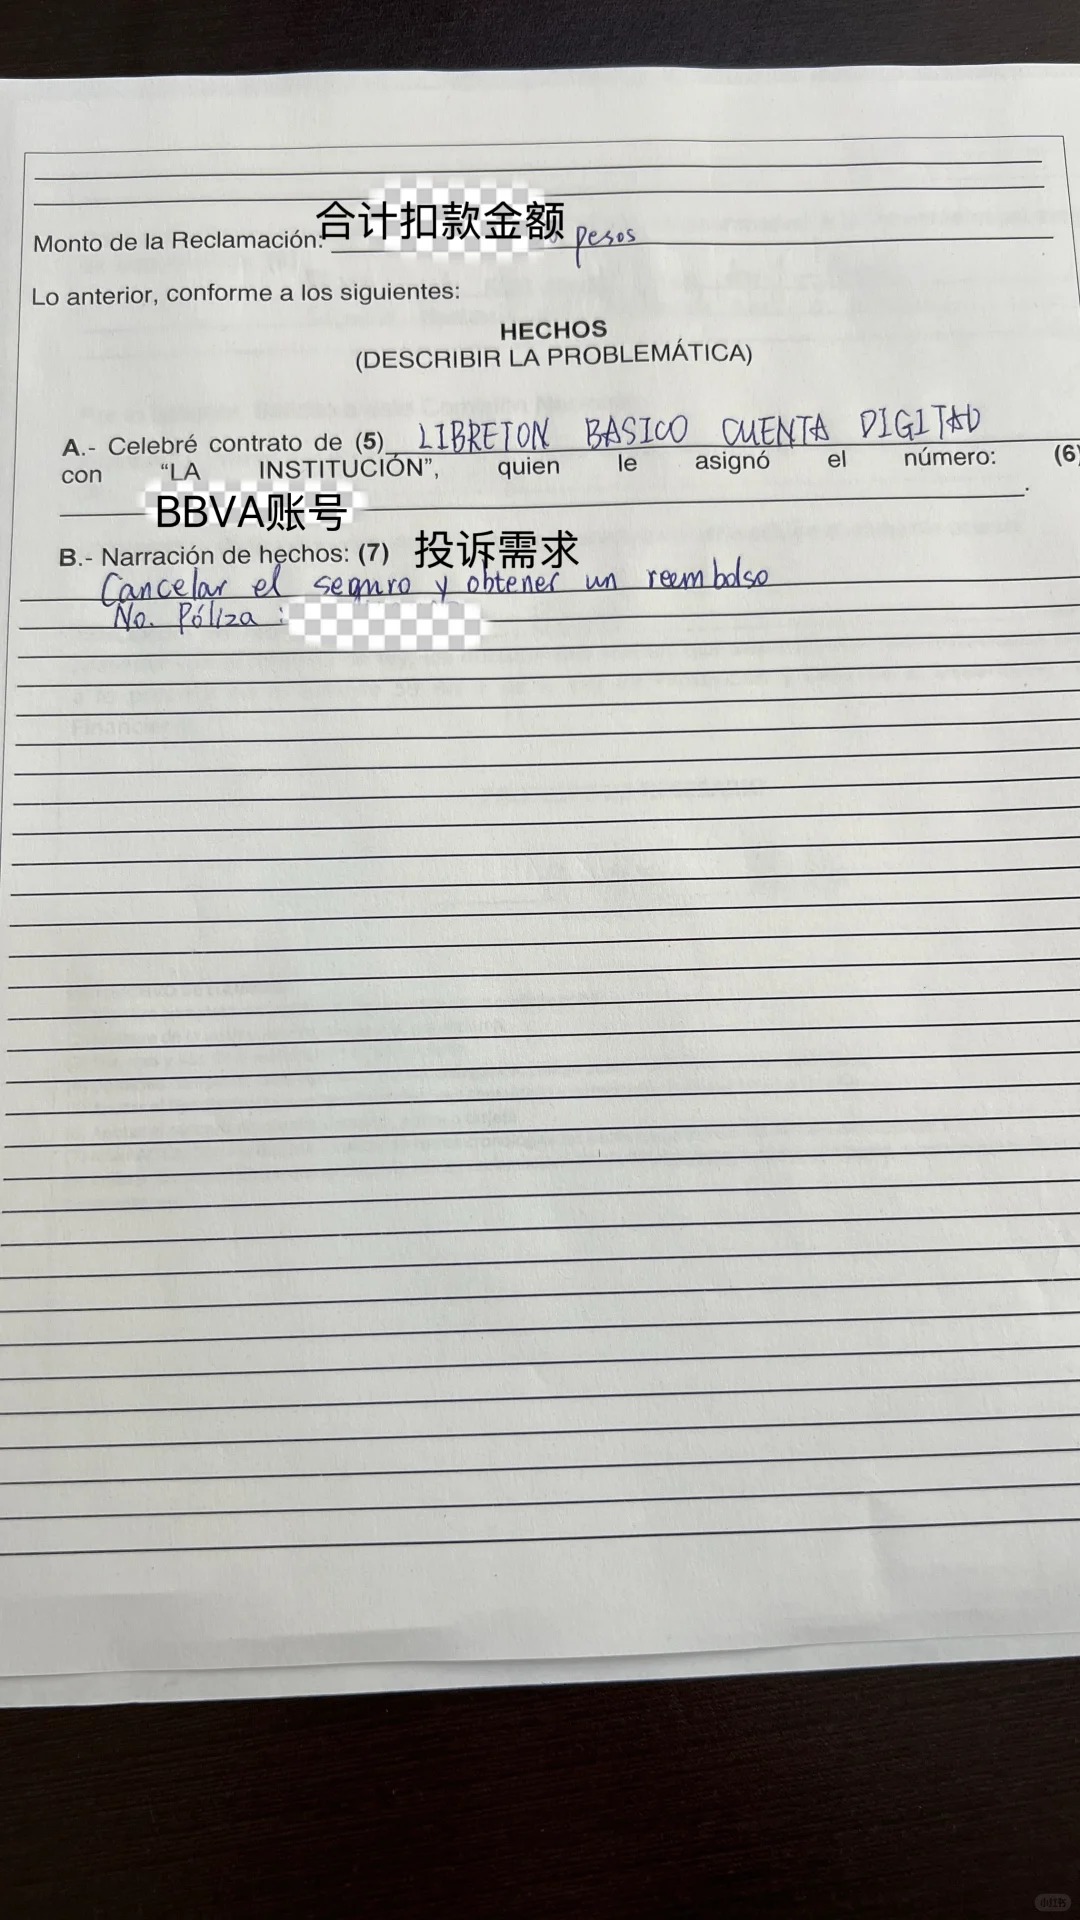 合计扣款金额
Monto de la Reclamación: pesos
Lo anterior, conforme a los siguientes:
HECHOS
(DESCRIBIR LA PROBLEMÁTICA)
A.- Celebré contrato de (5) LIBRETON BASICO CUENTA DIGITAD
con "LA INSTITUCIÓN", quien le asignó el número: (6)
BBVA账号
B.- Narración de hechos: (7) 投诉需求
Cancelar el seguro y obtener un reembolso
No. Póliza :